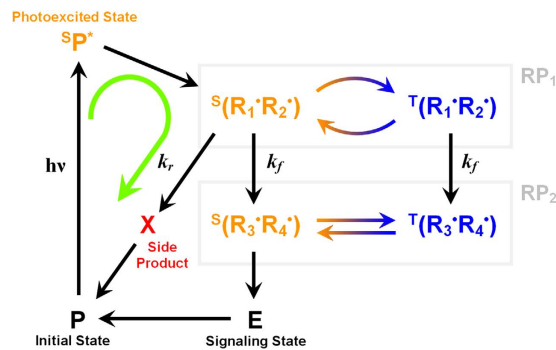 Photoexcited State
SP*
RP1
S(R1•R2•)
T(R1•R2•)
hν
kr
kf
kf
RP2
X
Side
Product
S(R3•R4•)
T(R3•R4•)
P
E
Initial State
Signaling State